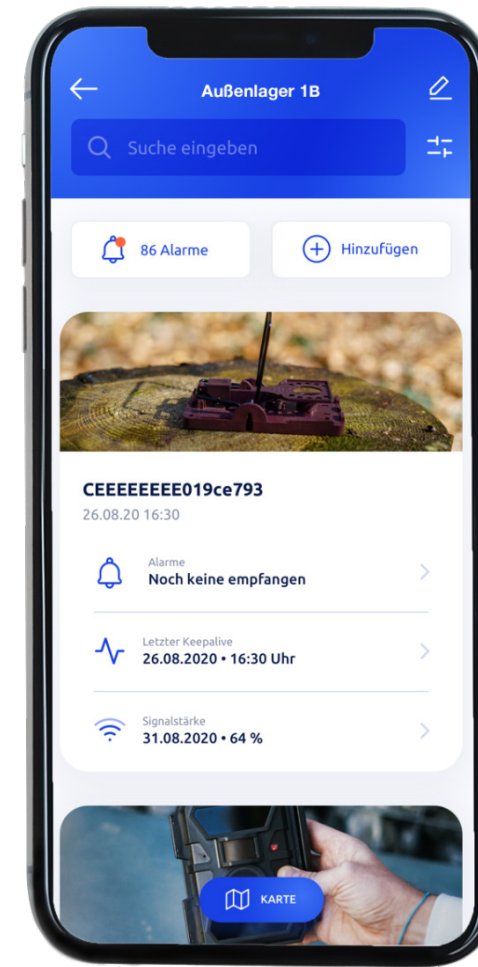 Außenlager 1B
Suche eingeben
86 Alarme
Hinzufügen
CEEEEEEEE019ce793
26.08.20 16:30
Alarme
Noch keine empfangen
Letzter Keepalive
26.08.2020 • 16:30 Uhr
Signalstärke
31.08.2020 • 64 %
KARTE